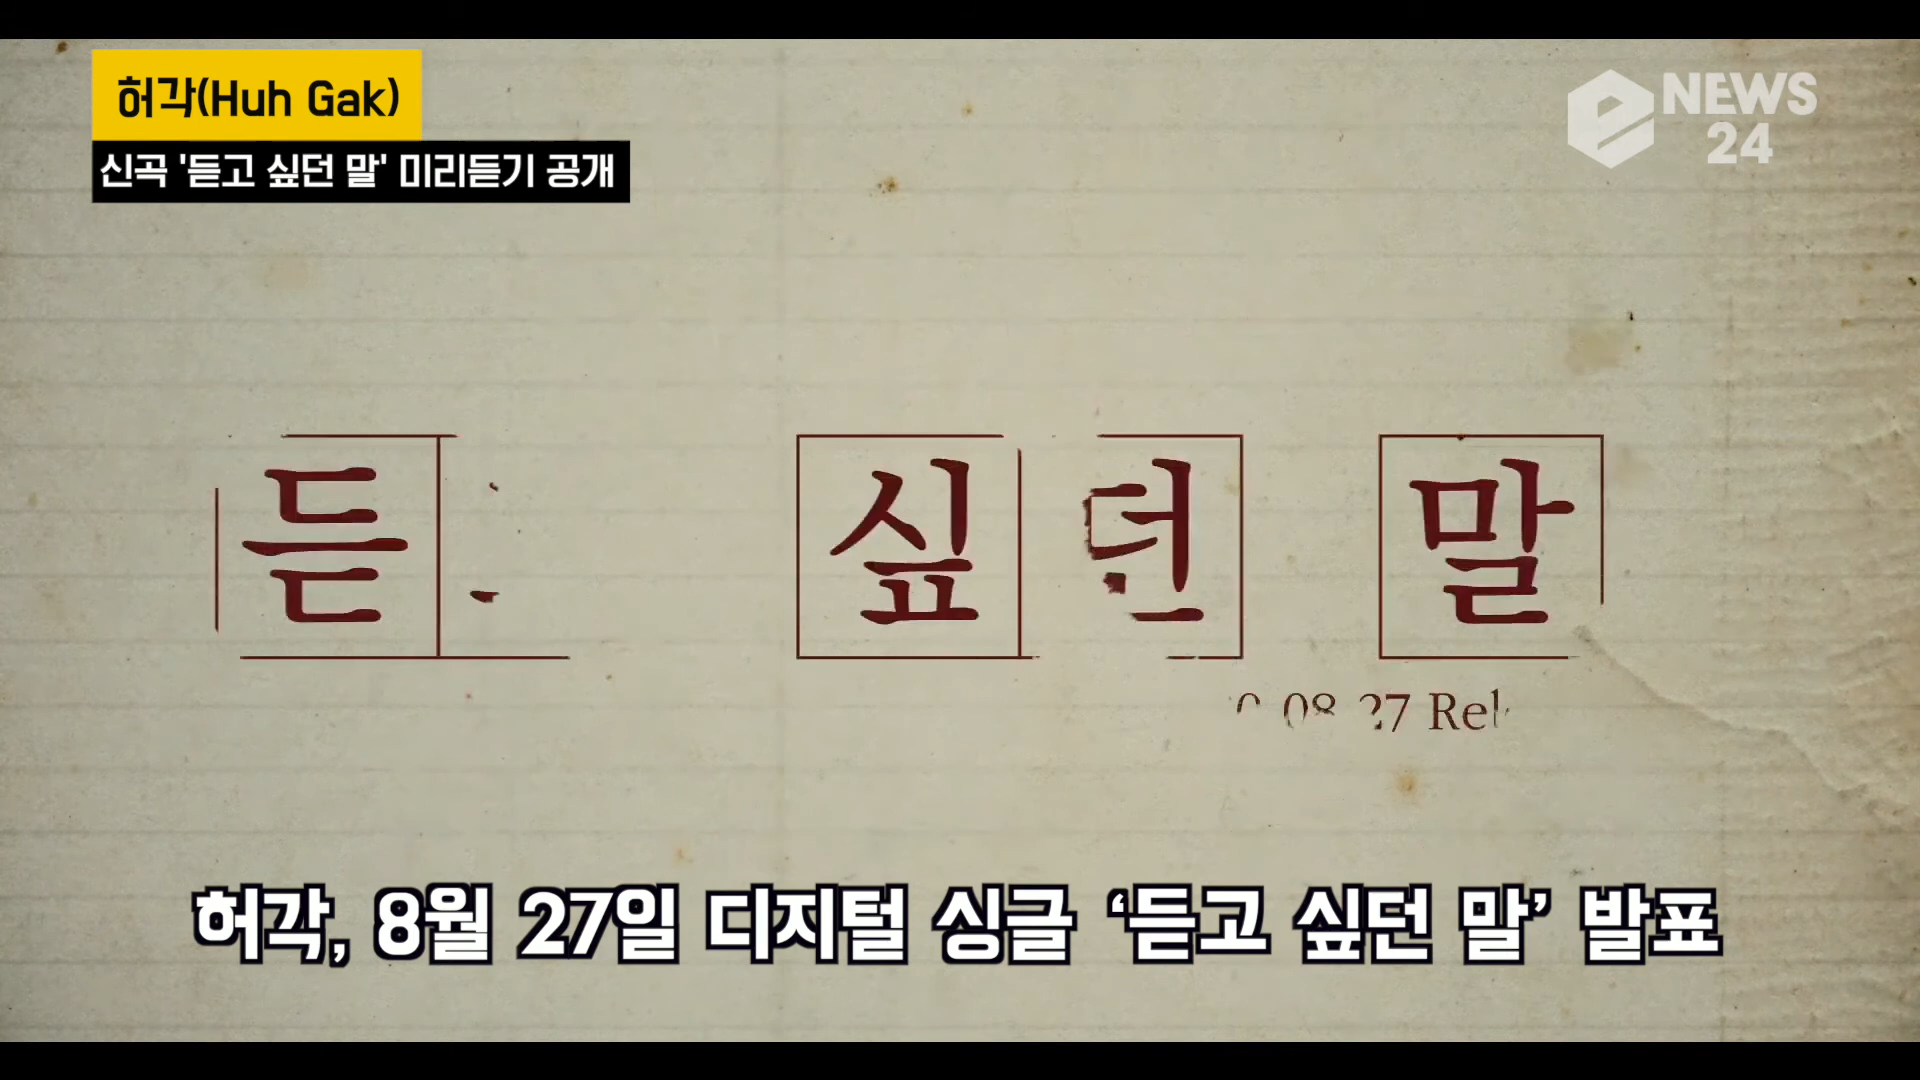 허각(Huh Gak)
신곡 '듣고 싶던 말' 미리듣기 공개
e NEWS
24
듣 싶던 말
08 27
허각, 8월 27일 디지털 싱글 ‘듣고 싶던 말’ 발표